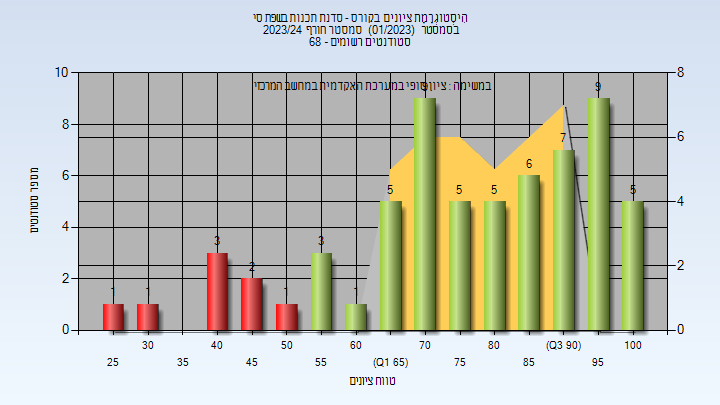 היסטוגרמת ציונים בקורס - סדנת תכנות בשפת סי
בסמסטר (01/2023) סמסטר חורף 2023/24
סטודנטים רשומים - 68
במשימה : ציון סופי במערכת האקדמית במחשב המרכזי
מספר סטודנטים
10 8 6 4 2 0
8 6 4 2 0
1 1 3 2 1 3 1 5 9 5 5 6 7 9 5
30 40 50 60 70 80 (Q3 90) 100
25 35 45 55 (Q1 65) 75 85 95
טווח ציונים